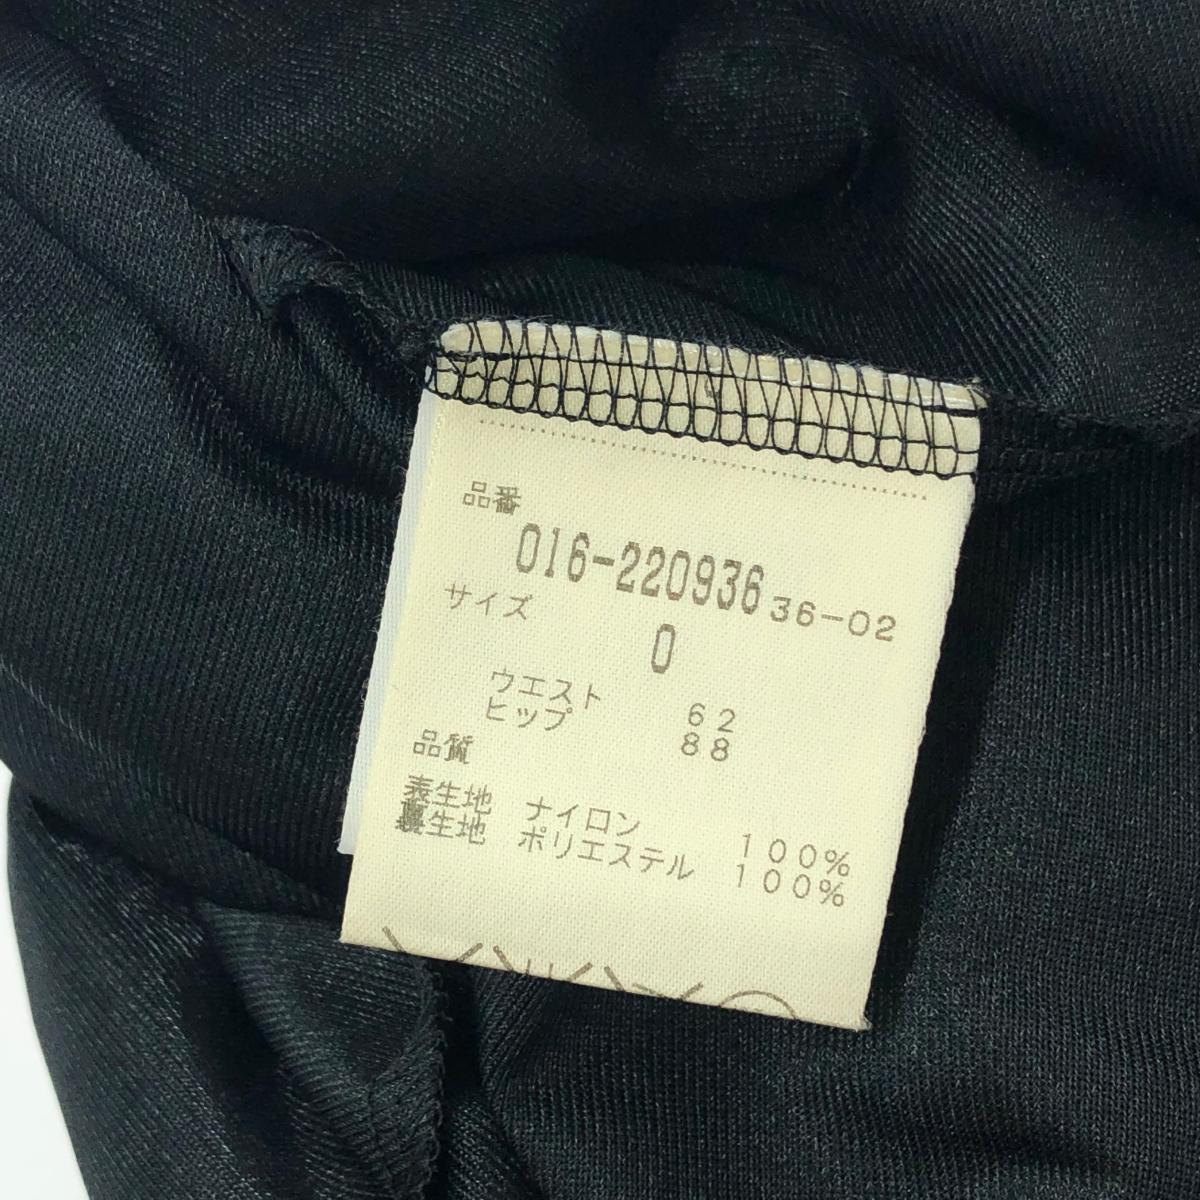 品番
016-220936 36-02
サイズ 0
ウエスト 62
ヒップ 88
品質
表生地 ナイロン 100%
裏生地 ポリエステル 100%